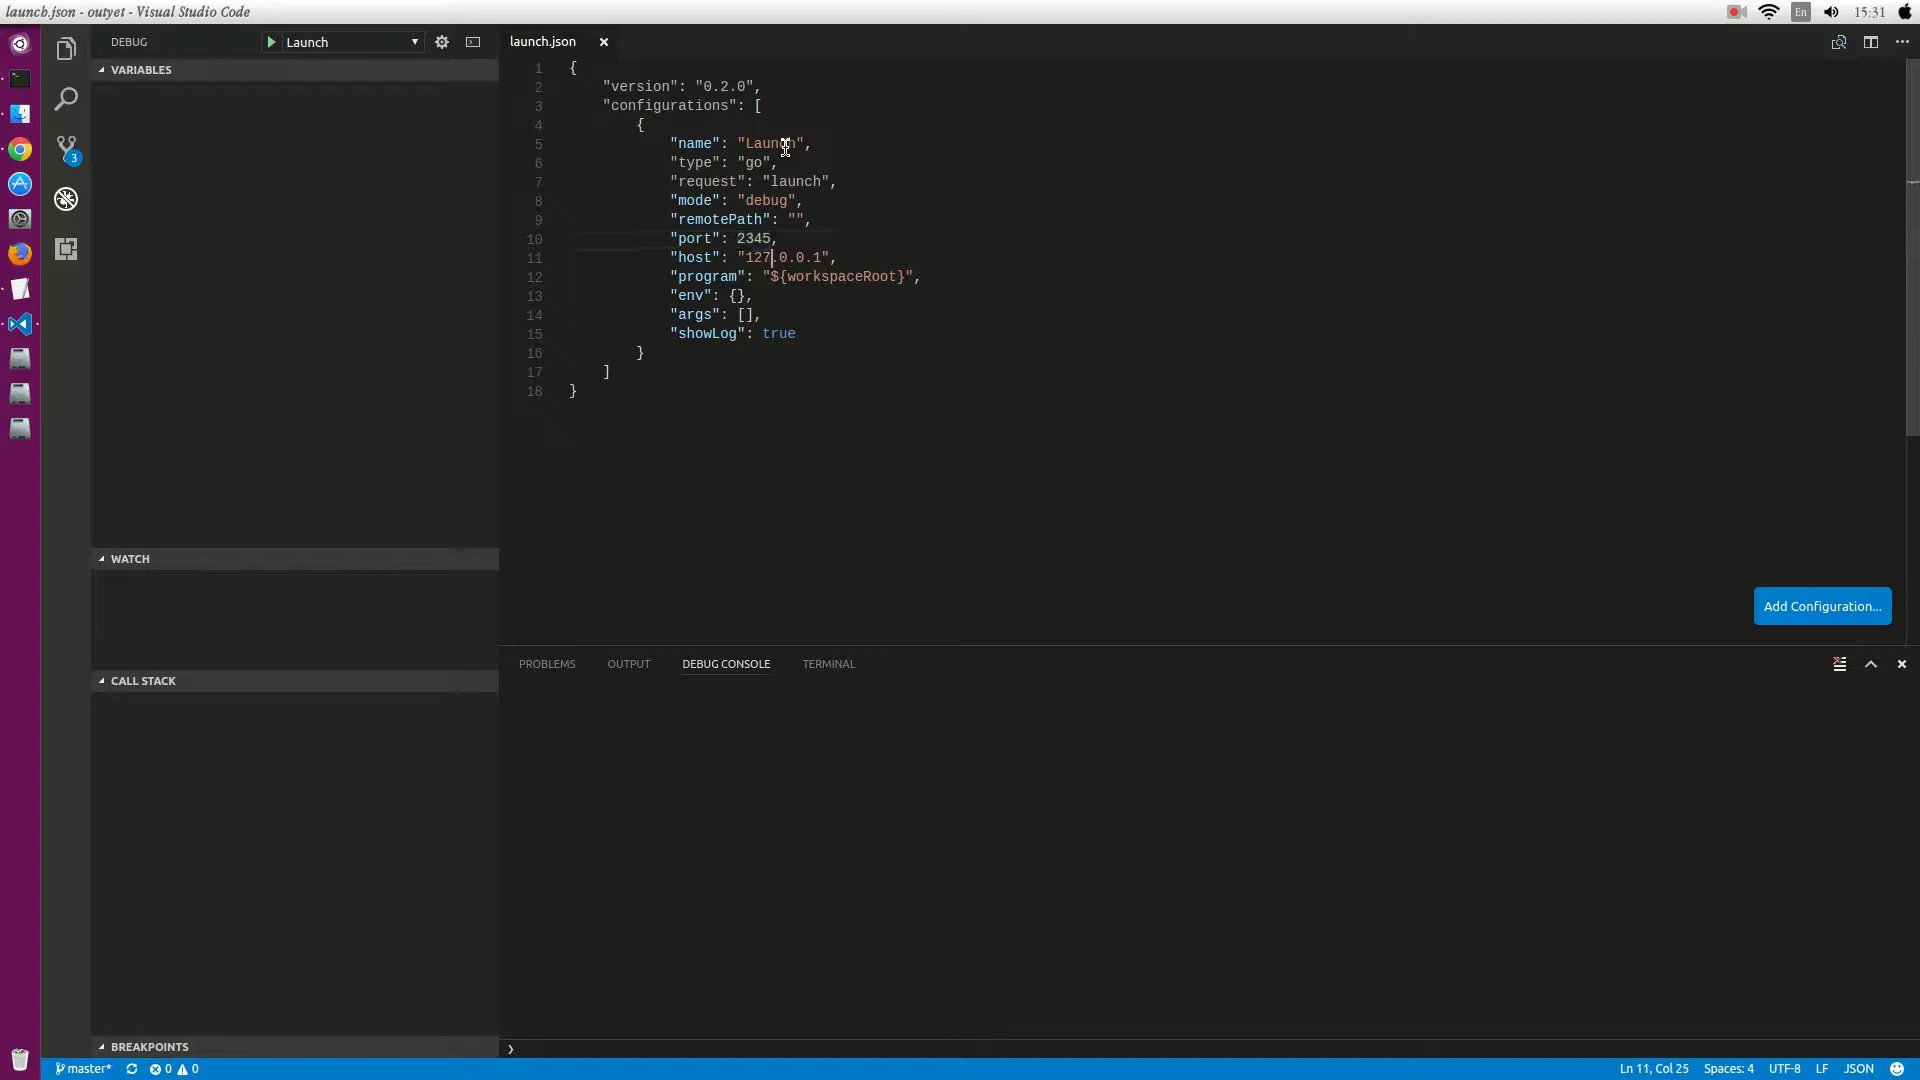 launch.json - outyet - Visual Studio Code
En
15:31
DEBUG
Launch
launch.json
VARIABLES
1 {
2 "version": "0.2.0",
3 "configurations": [
4 {
5 "name": "Launch",
6 "type": "go",
7 "request": "launch",
8 "mode": "debug",
9 "remotePath": "",
10 "port": 2345,
11 "host": "127.0.0.1",
12 "program": "${workspaceRoot}",
13 "env": {},
14 "args": [],
15 "showLog": true
16 }
17 ]
18 }
3
WATCH
Add Configuration...
PROBLEMS OUTPUT DEBUG CONSOLE TERMINAL
CALL STACK
BREAKPOINTS
master* 0 0
Ln 11, Col 25 Spaces: 4 UTF-8 LF JSON